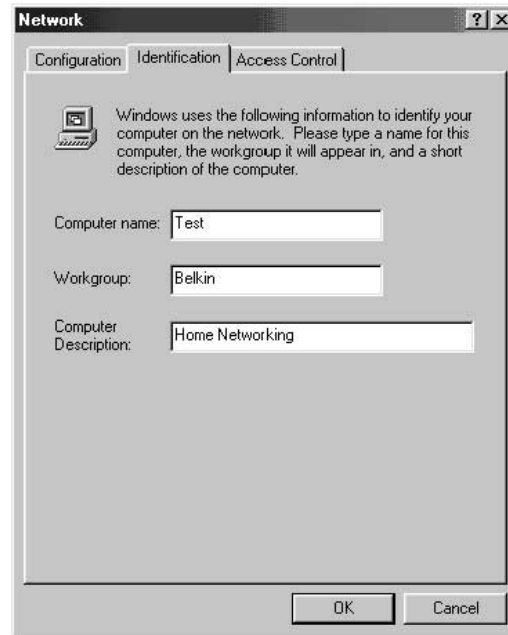 Network
Configuration Identification Access Control
Windows uses the following information to identify your
computer on the network. Please type a name for this
computer, the workgroup it will appear in, and a short
description of the computer.
Computer name: Test
Workgroup: Belkin
Computer
Description: Home Networking
OK Cancel